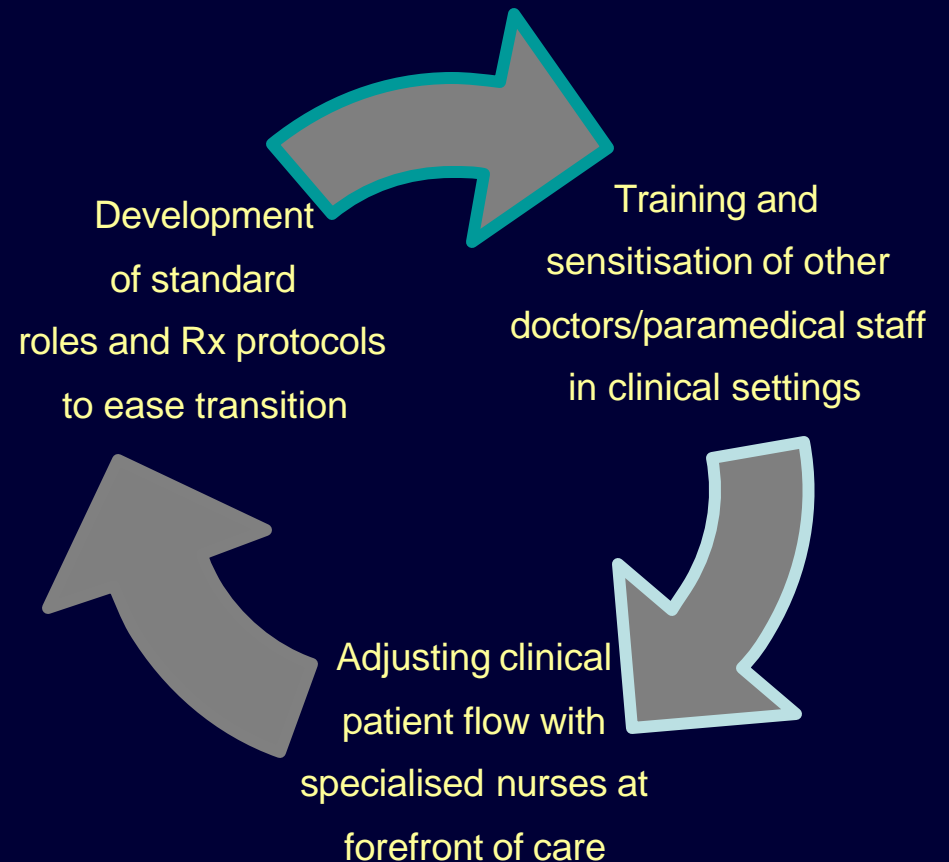 Development
of standard
roles and Rx protocols
to ease transition
Training and
sensitisation of other
doctors/paramedical staff
in clinical settings
Adjusting clinical
patient flow with
specialised nurses at
forefront of care